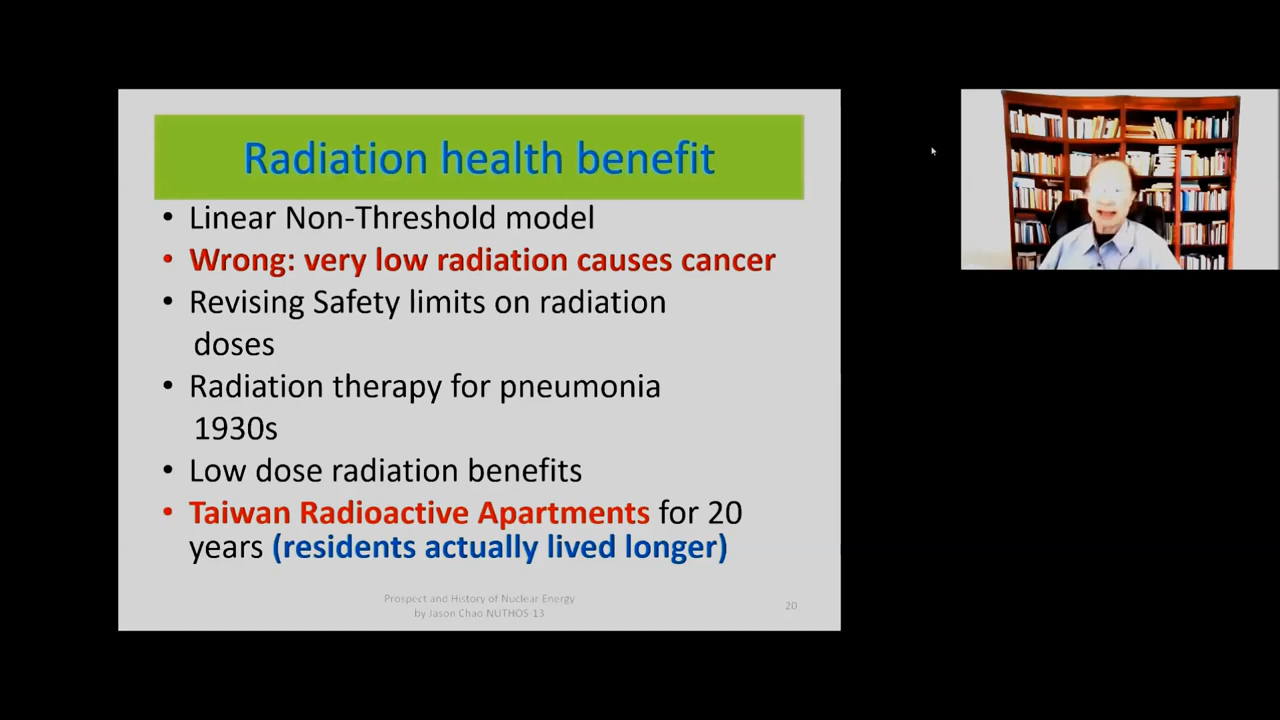 Radiation health benefit
• Linear Non-Threshold model
• Wrong: very low radiation causes cancer
• Revising Safety limits on radiation
doses
• Radiation therapy for pneumonia
1930s
• Low dose radiation benefits
• Taiwan Radioactive Apartments for 20
years (residents actually lived longer)
Prospect and History of Nuclear Energy
by Jason Chao NUTHOS-13
20